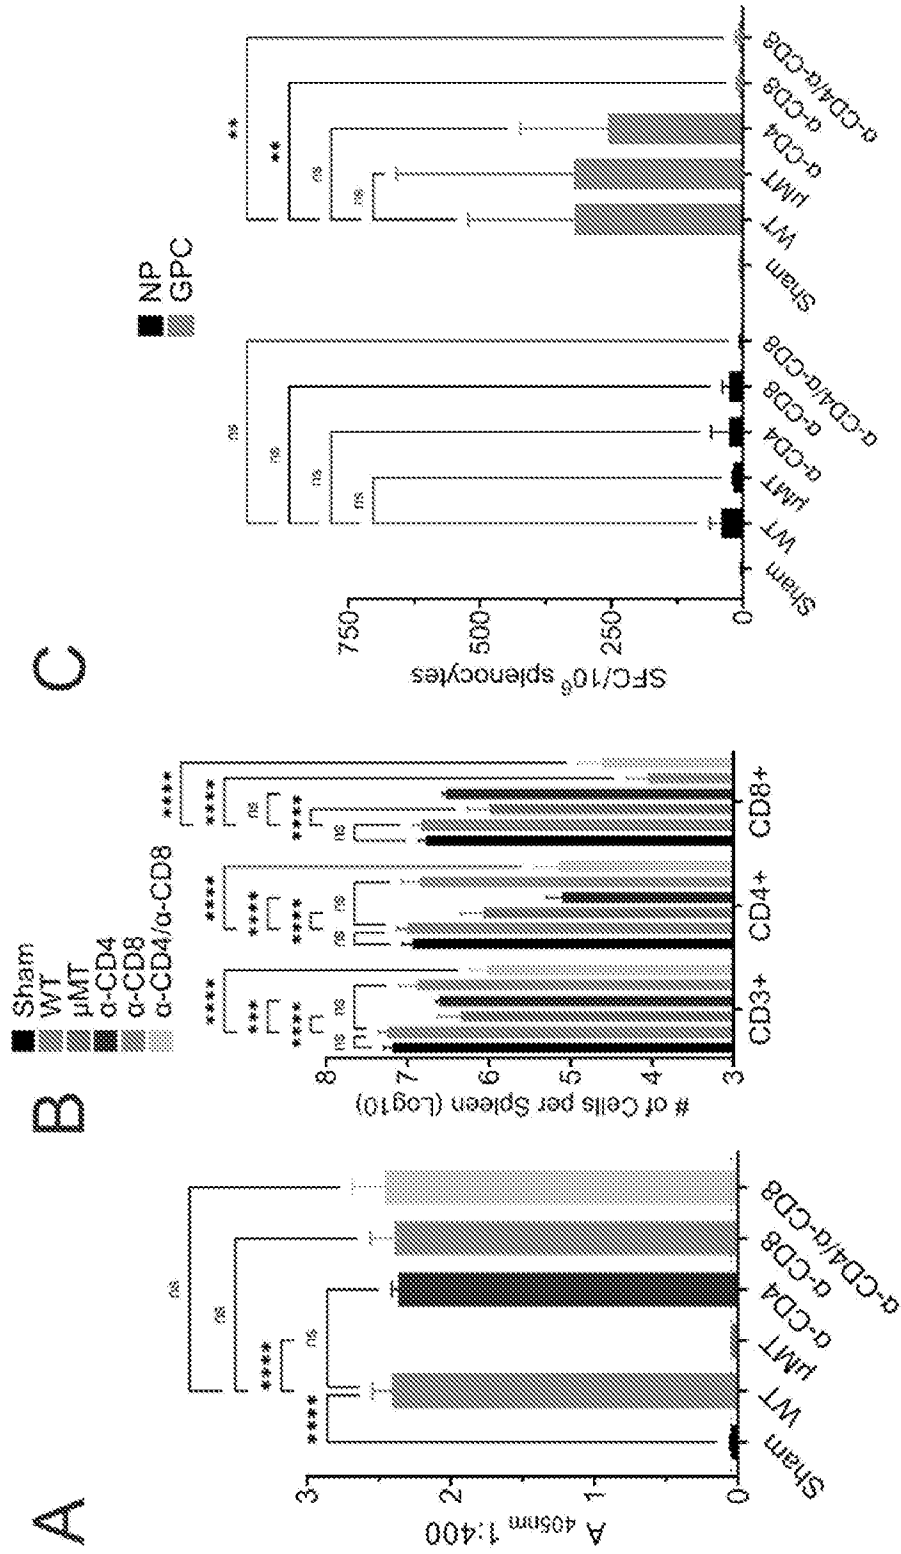 A
A 405nm 1:400
3
2
1
0
****
ns
****
ns
ns
Sham
WT
μMT
α-CD4
α-CD8
α-CD4/α-CD8
B
Sham
WT
μMT
α-CD4
α-CD8
α-CD4/α-CD8
# of Cells per Spleen (Log10)
8
7
6
5
4
3
ns
****
***
ns
****
ns
****
****
ns
****
ns
****
ns
****
****
CD3+
CD4+
CD8+
C
NP
GPC
SFC/10⁶ splenocytes
750
500
250
0
ns
ns
ns
ns
ns
ns
**
**
Sham
WT
μMT
α-CD4
α-CD8
α-CD4/α-CD8
Sham
WT
μMT
α-CD4
α-CD8
α-CD4/α-CD8